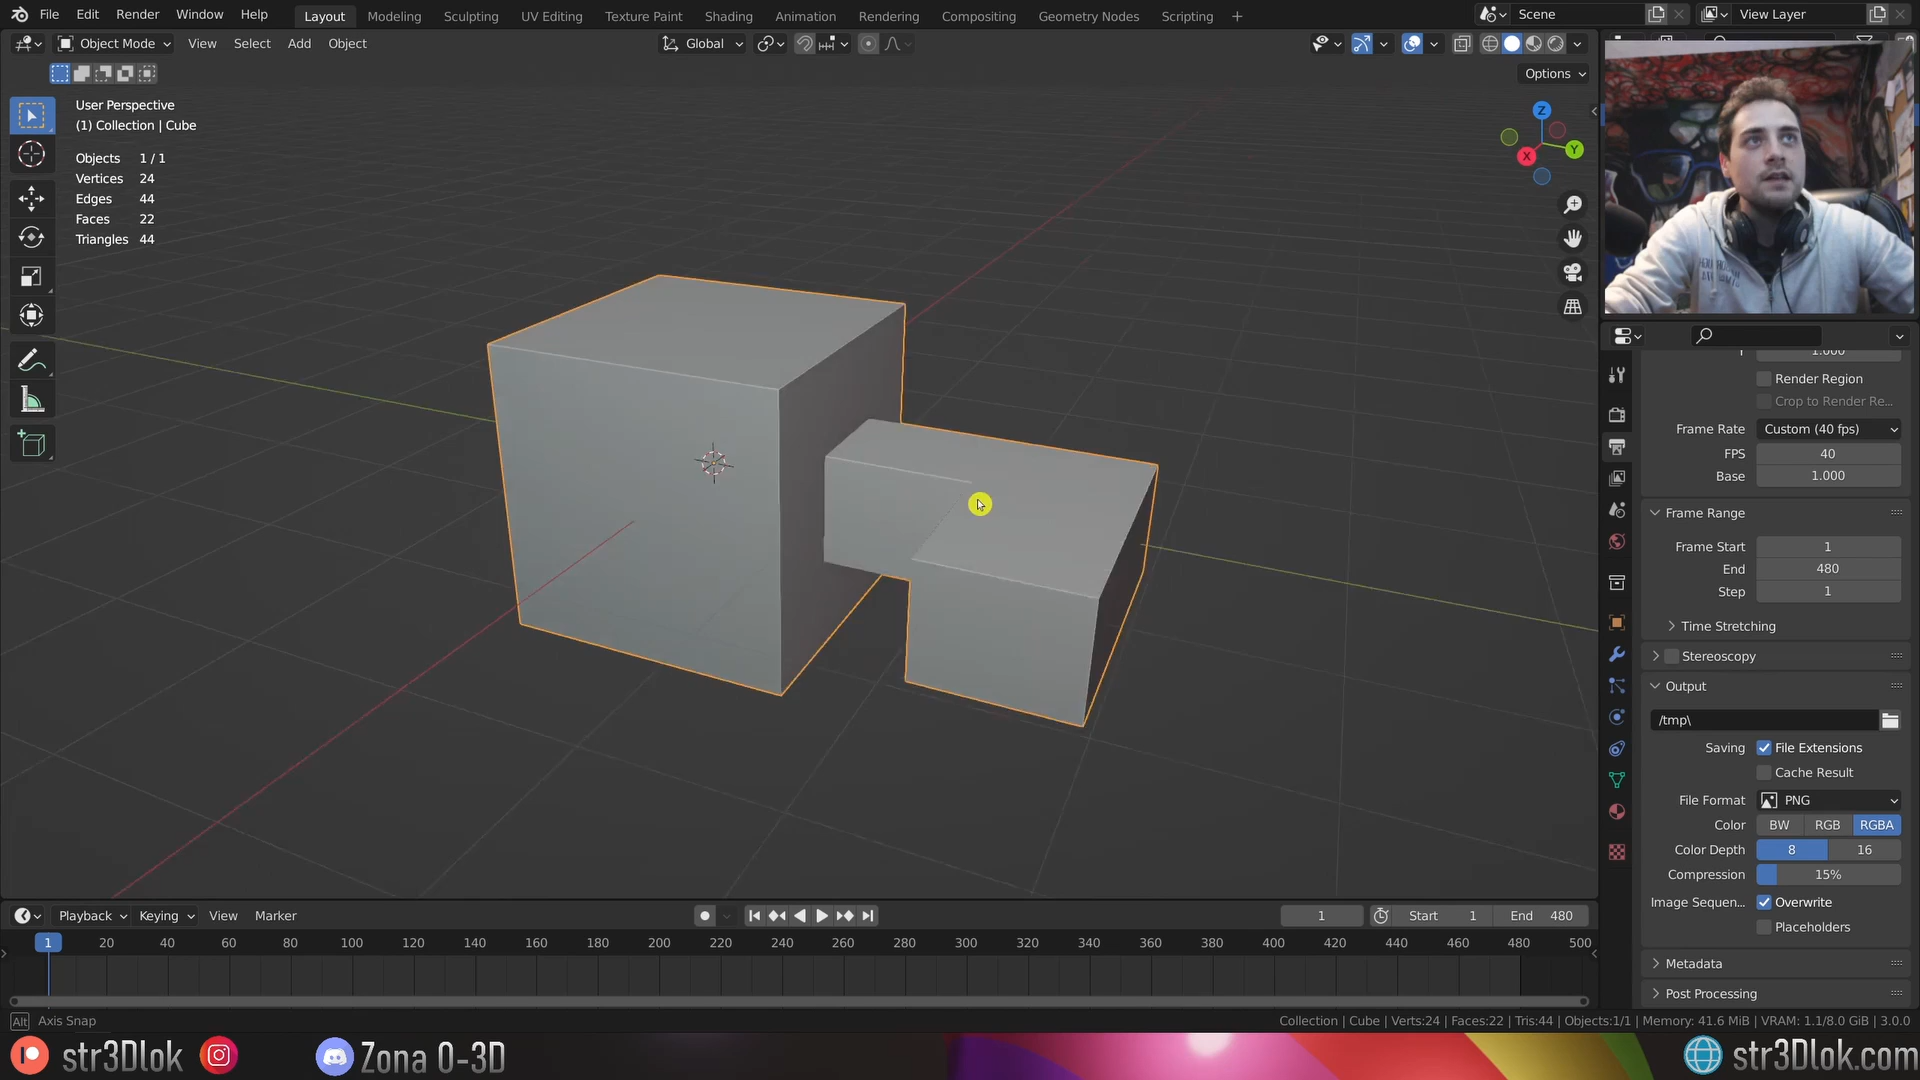 File Edit Render Window Help Layout Modeling Sculpting UV Editing Texture Paint Shading Animation Rendering Compositing Geometry Nodes Scripting + Scene View Layer
Object Mode View Select Add Object Global
Options
User Perspective
(1) Collection | Cube
Objects 1 / 1
Vertices 24
Edges 44
Faces 22
Triangles 44
Z
Y
X
Render Region
Crop to Render Re...
Frame Rate Custom (40 fps)
FPS 40
Base 1.000
Frame Range
Frame Start 1
End 480
Step 1
Time Stretching
Stereoscopy
Output
/tmp\
Saving File Extensions
Cache Result
File Format PNG
Color BW RGB RGBA
Color Depth 8 16
Compression 15%
Image Sequen... Overwrite
Placeholders
Metadata
Post Processing
Playback Keying View Marker 1 Start 1 End 480
1 20 40 60 80 100 120 140 160 180 200 220 240 260 280 300 320 340 360 380 400 420 440 460 480 500
Alt Axis Snap
Collection | Cube | Verts:24 | Faces:22 | Tris:44 | Objects:1/1 | Memory: 41.6 MiB | VRAM: 1.1/8.0 GiB | 3.0.0
str3Dlok Zona 0-3D str3Dlok.com